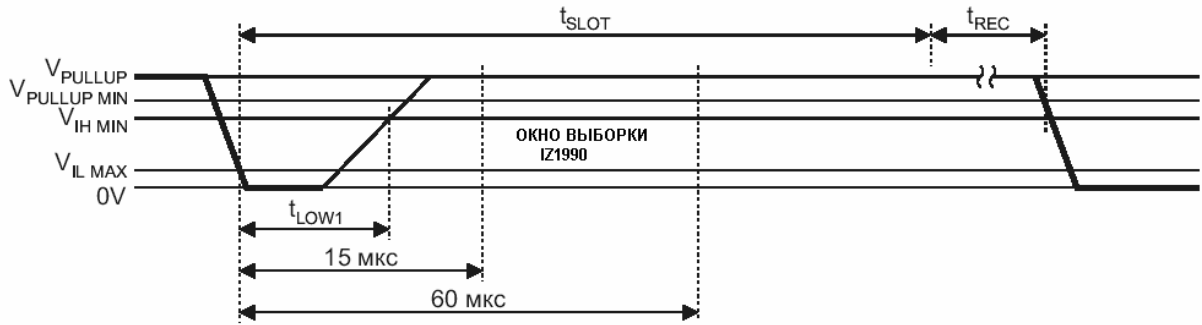 tSLOT
tREC
VPULLUP
VPULLUP MIN
VIH MIN
ОКНО ВЫБОРКИ
IZ1990
VIL MAX
0V
tLOW1
15 мкс
60 мкс